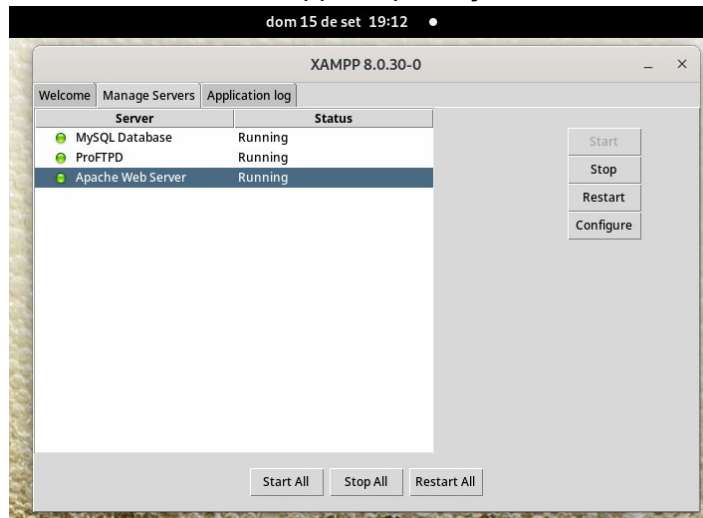 dom 15 de set 19:12
XAMPP 8.0.30-0
Welcome Manage Servers Application log
Server Status
MySQL Database Running
ProFTPD Running
Apache Web Server Running
Start
Stop
Restart
Configure
Start All Stop All Restart All